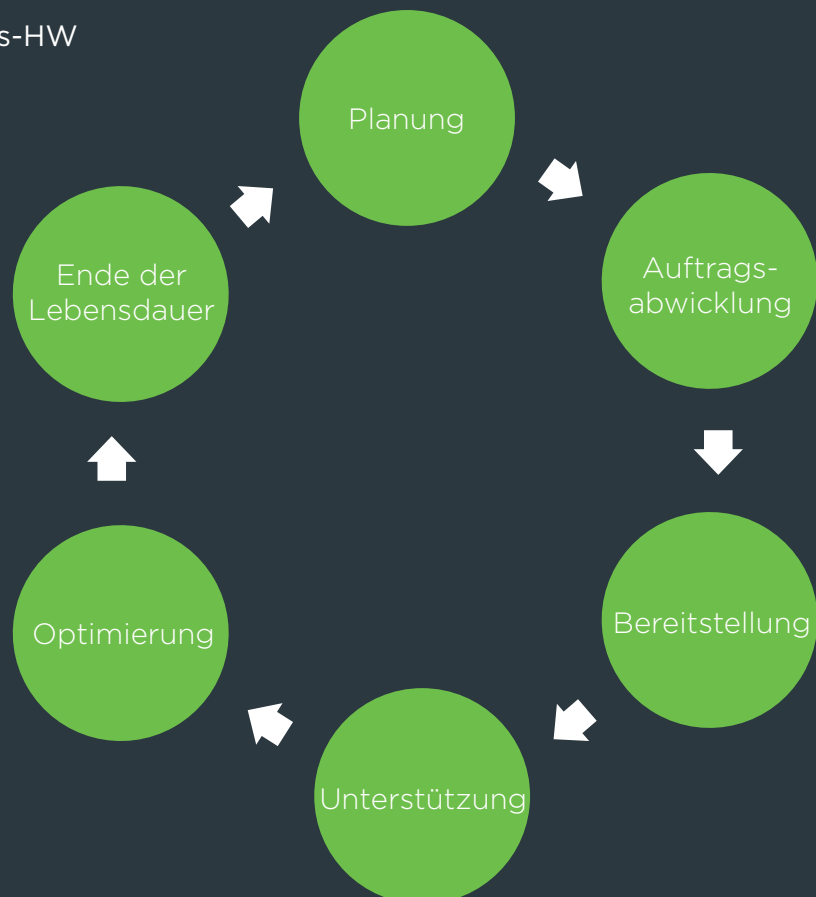 s-HW
Planung
Auftrags-
abwicklung
Bereitstellung
Unterstützung
Optimierung
Ende der
Lebensdauer